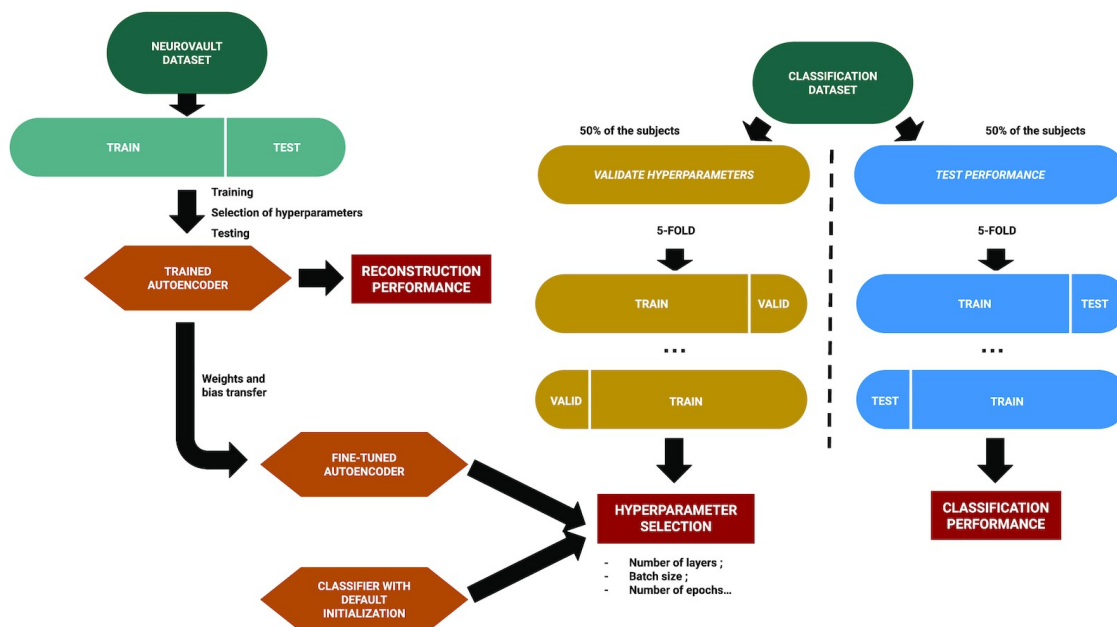 NEUROVAULT
DATASET
TRAIN
TEST
Training
Selection of hyperparameters
Testing
TRAINED
AUTOENCODER
RECONSTRUCTION
PERFORMANCE
Weights and
bias transfer
FINE-TUNED
AUTOENCODER
CLASSIFIER WITH
DEFAULT
INITIALIZATION
CLASSIFICATION
DATASET
50% of the subjects
50% of the subjects
VALIDATE HYPERPARAMETERS
TEST PERFORMANCE
5-FOLD
5-FOLD
TRAIN
VALID
TRAIN
TEST
...
...
VALID
TRAIN
TEST
TRAIN
HYPERPARAMETER
SELECTION
- Number of layers ;
- Batch size ;
- Number of epochs...
CLASSIFICATION
PERFORMANCE